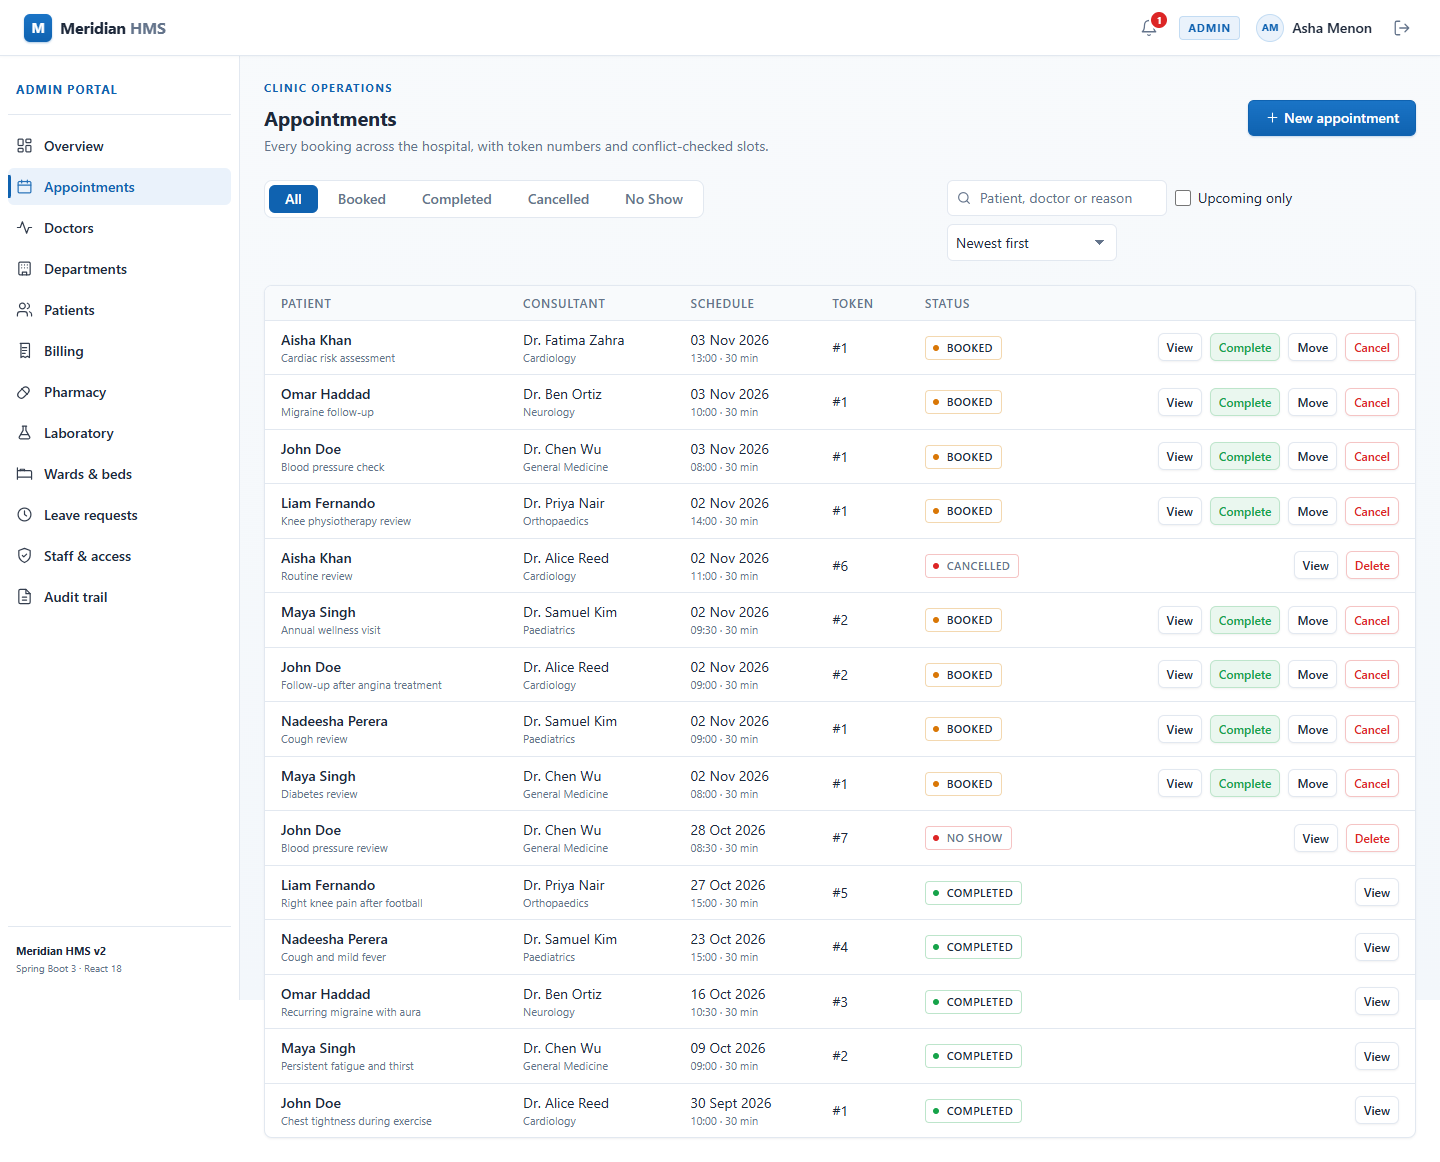 M Meridian HMS
1 ADMIN AM Asha Menon
ADMIN PORTAL
Overview
Appointments
Doctors
Departments
Patients
Billing
Pharmacy
Laboratory
Wards & beds
Leave requests
Staff & access
Audit trail
Meridian HMS v2
Spring Boot 3 · React 18
CLINIC OPERATIONS
Appointments
Every booking across the hospital, with token numbers and conflict-checked slots.
+ New appointment
All Booked Completed Cancelled No Show
Patient, doctor or reason Upcoming only
Newest first
PATIENT CONSULTANT SCHEDULE TOKEN STATUS
Aisha Khan Dr. Fatima Zahra 03 Nov 2026 #1 BOOKED View Complete Move Cancel
Cardiac risk assessment Cardiology 13:00 · 30 min
Omar Haddad Dr. Ben Ortiz 03 Nov 2026 #1 BOOKED View Complete Move Cancel
Migraine follow-up Neurology 10:00 · 30 min
John Doe Dr. Chen Wu 03 Nov 2026 #1 BOOKED View Complete Move Cancel
Blood pressure check General Medicine 08:00 · 30 min
Liam Fernando Dr. Priya Nair 02 Nov 2026 #1 BOOKED View Complete Move Cancel
Knee physiotherapy review Orthopaedics 14:00 · 30 min
Aisha Khan Dr. Alice Reed 02 Nov 2026 #6 CANCELLED View Delete
Routine review Cardiology 11:00 · 30 min
Maya Singh Dr. Samuel Kim 02 Nov 2026 #2 BOOKED View Complete Move Cancel
Annual wellness visit Paediatrics 09:30 · 30 min
John Doe Dr. Alice Reed 02 Nov 2026 #2 BOOKED View Complete Move Cancel
Follow-up after angina treatment Cardiology 09:00 · 30 min
Nadeesha Perera Dr. Samuel Kim 02 Nov 2026 #1 BOOKED View Complete Move Cancel
Cough review Paediatrics 09:00 · 30 min
Maya Singh Dr. Chen Wu 02 Nov 2026 #1 BOOKED View Complete Move Cancel
Diabetes review General Medicine 08:00 · 30 min
John Doe Dr. Chen Wu 28 Oct 2026 #7 NO SHOW View Delete
Blood pressure review General Medicine 08:30 · 30 min
Liam Fernando Dr. Priya Nair 27 Oct 2026 #5 COMPLETED View
Right knee pain after football Orthopaedics 15:00 · 30 min
Nadeesha Perera Dr. Samuel Kim 23 Oct 2026 #4 COMPLETED View
Cough and mild fever Paediatrics 15:00 · 30 min
Omar Haddad Dr. Ben Ortiz 16 Oct 2026 #3 COMPLETED View
Recurring migraine with aura Neurology 10:30 · 30 min
Maya Singh Dr. Chen Wu 09 Oct 2026 #2 COMPLETED View
Persistent fatigue and thirst General Medicine 09:00 · 30 min
John Doe Dr. Alice Reed 30 Sept 2026 #1 COMPLETED View
Chest tightness during exercise Cardiology 10:00 · 30 min